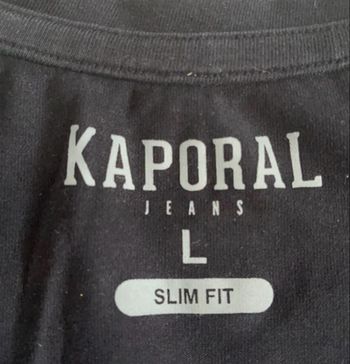 KAPORAL
JEANS
L
SLIM FIT